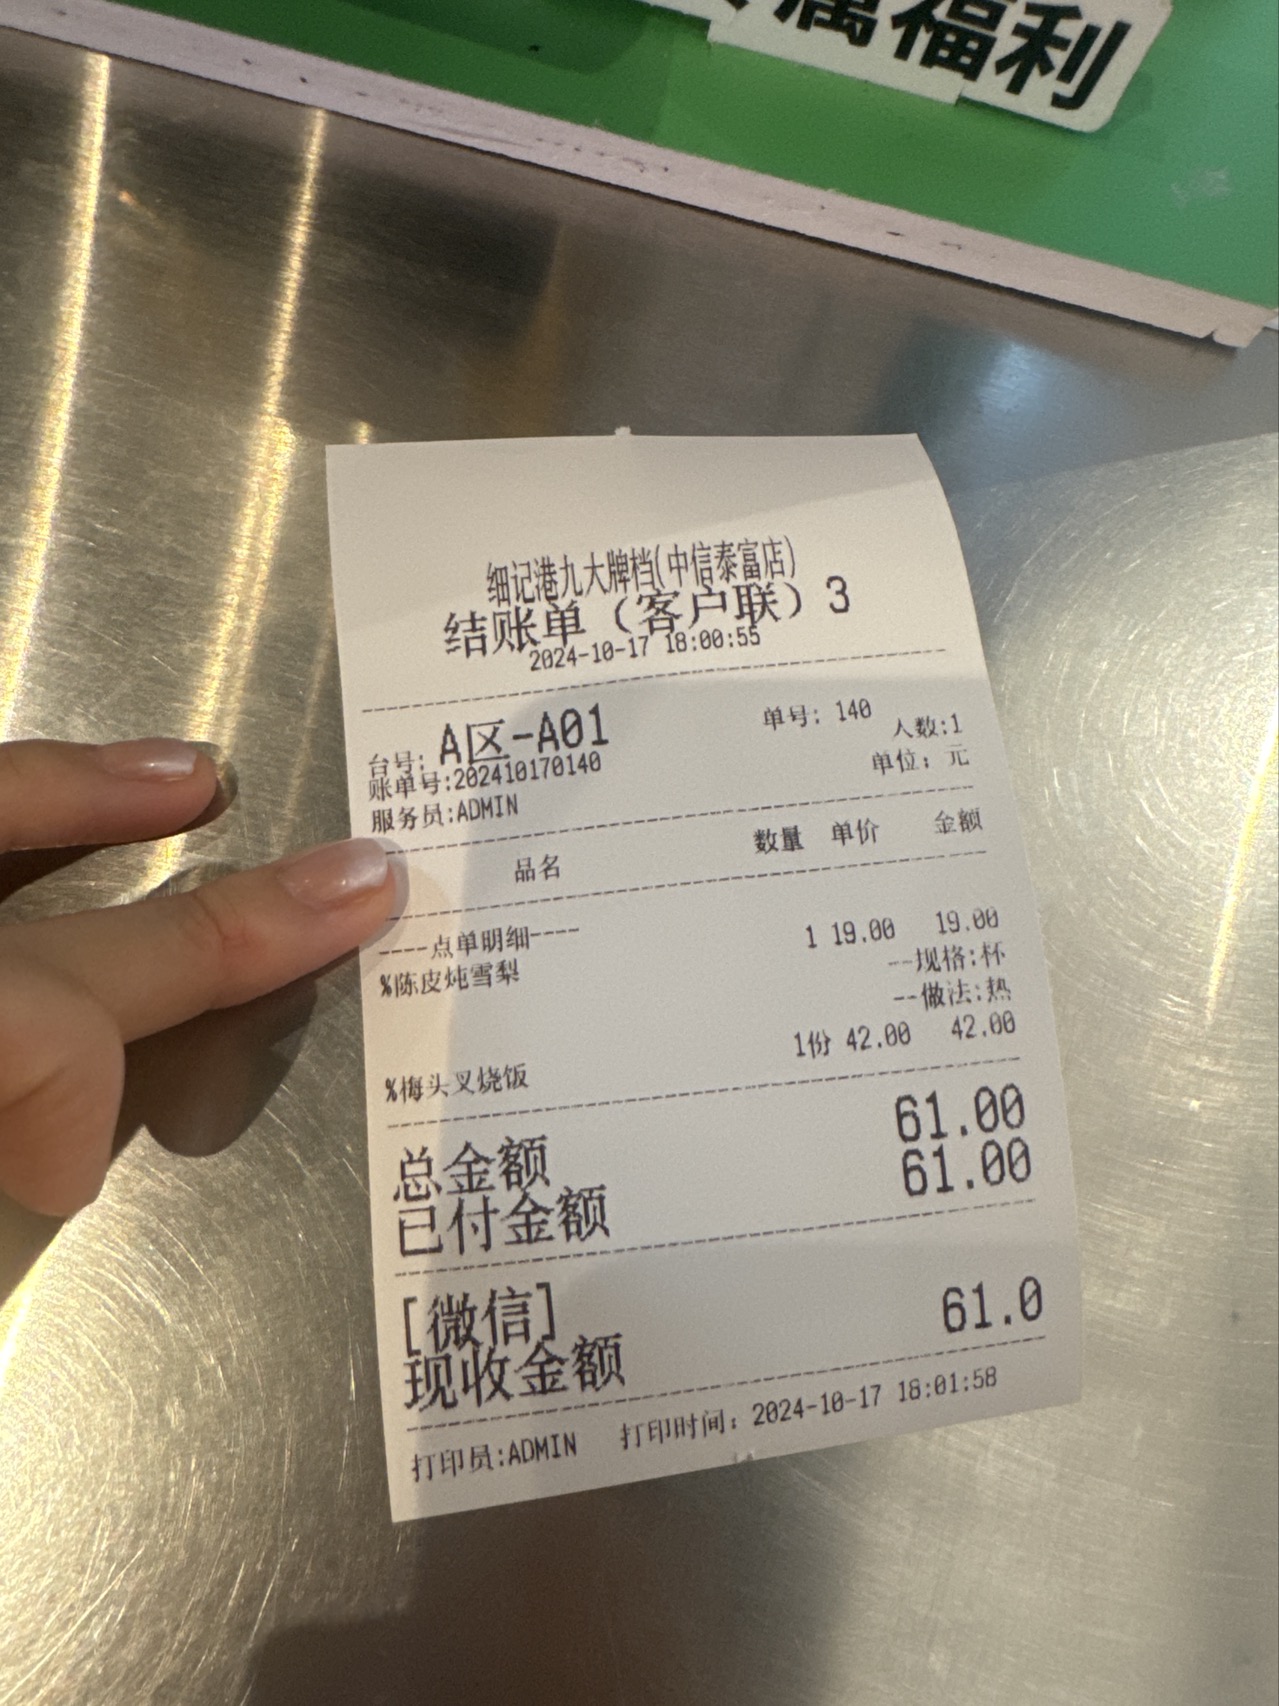 属福利
细记港九大牌档(中信泰富店)
结账单（客户联）3
2024-10-17 18:00:55
台号: A区-A01 单号: 140
账单号:202410170140 人数:1
服务员:ADMIN 单位: 元
品名 数量 单价 金额
----点单明细----
%陈皮炖雪梨 1 19.00 19.00
--规格:杯
--做法:热
%梅头叉烧饭 1份 42.00 42.00
总金额 61.00
已付金额 61.00
[微信]
现收金额 61.0
打印员:ADMIN 打印时间: 2024-10-17 18:01:58